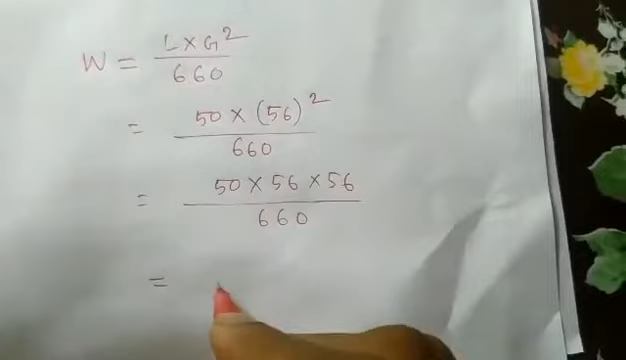 W = L×G² / 660
= 50×(56)² / 660
= 50×56×56 / 660
=